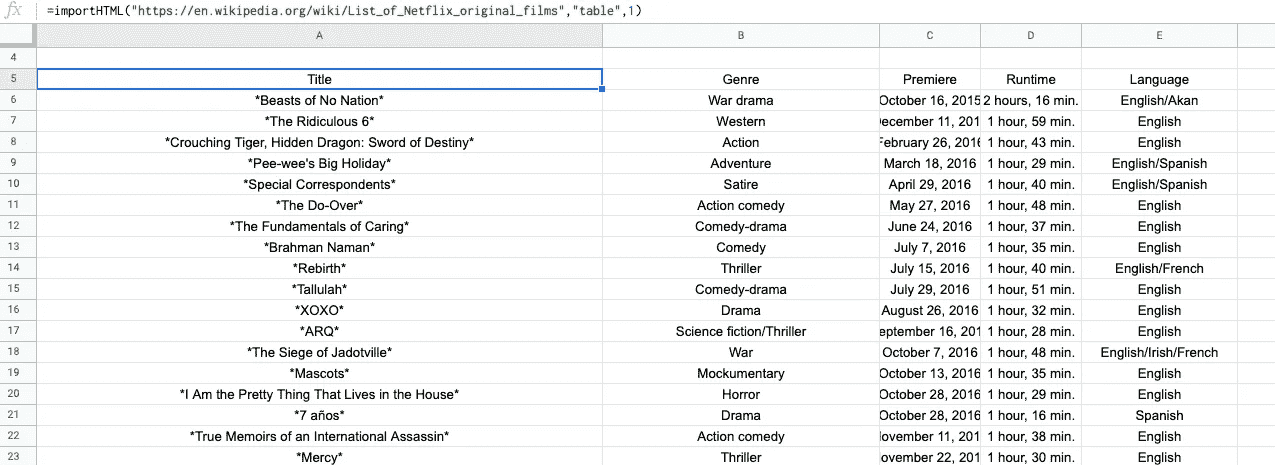 fx =importHTML("https://en.wikipedia.org/wiki/List_of_Netflix_original_films","table",1)
A B C D E
4
5 Title Genre Premiere Runtime Language
6 *Beasts of No Nation* War drama October 16, 2015 2 hours, 16 min. English/Akan
7 *The Ridiculous 6* Western 11, 1 hour, 59 min. English
8 *Crouching Tiger, Hidden Dragon: Sword of Destiny* Action February 26, 2016 1 hour, 43 min. English
9 *Pee-wee's Big Holiday* Adventure March 18, 2016 1 hour, 29 min. English/Spanish
10 *Special Correspondents* Satire April 29, 2016 1 hour, 40 min. English/Spanish
11 *The Do-Over* Action comedy May 27, 2016 1 hour, 48 min. English
12 *The Fundamentals of Caring* Comedy-drama June 24, 2016 1 hour, 37 min. English
13 *Brahman Naman* Comedy July 7, 2016 1 hour, 35 min. English
14 *Rebirth* Thriller July 15, 2016 1 hour, 40 min. English/French
15 *Tallulah* Comedy-drama July 29, 2016 1 hour, 51 min. English
16 *XOXO* Drama August 26, 2016 1 hour, 32 min. English
17 *ARQ* Science fiction/Thriller 16, 1 hour, 28 min. English
18 *The Siege of Jadotville* War October 7, 2016 1 hour, 48 min. English/Irish/French
19 *Mascots* Mockumentary October 13, 2016 1 hour, 35 min. English
20 *I Am the Pretty Thing That Lives in the House* Horror October 28, 2016 1 hour, 29 min. English
21 *7 años* Drama October 28, 2016 1 hour, 16 min. Spanish
22 *True Memoirs of an International Assassin* Action comedy 11, 1 hour, 38 min. English
23 *Mercy* Thriller 22, 1 hour, 30 min. English